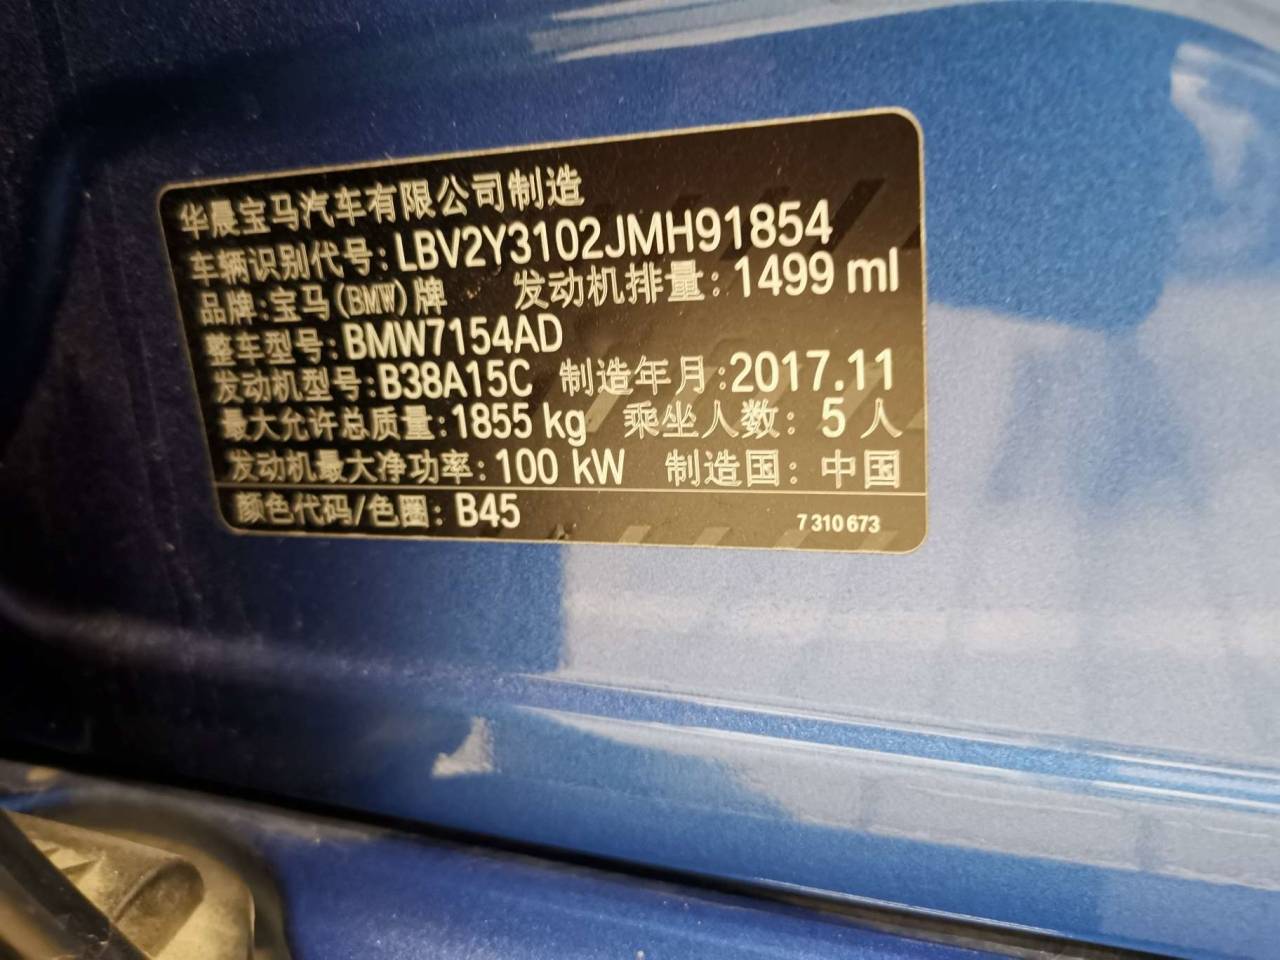 华晨宝马汽车有限公司制造
车辆识别代号: LBV2Y3102JMH91854
品牌: 宝马(BMW)牌 发动机排量: 1499 ml
整车型号: BMW7154AD
发动机型号: B38A15C 制造年月: 2017.11
最大允许总质量: 1855 kg 乘坐人数: 5 人
发动机最大净功率: 100 kW 制造国: 中国
颜色代码/色圈: B45 7 310 673